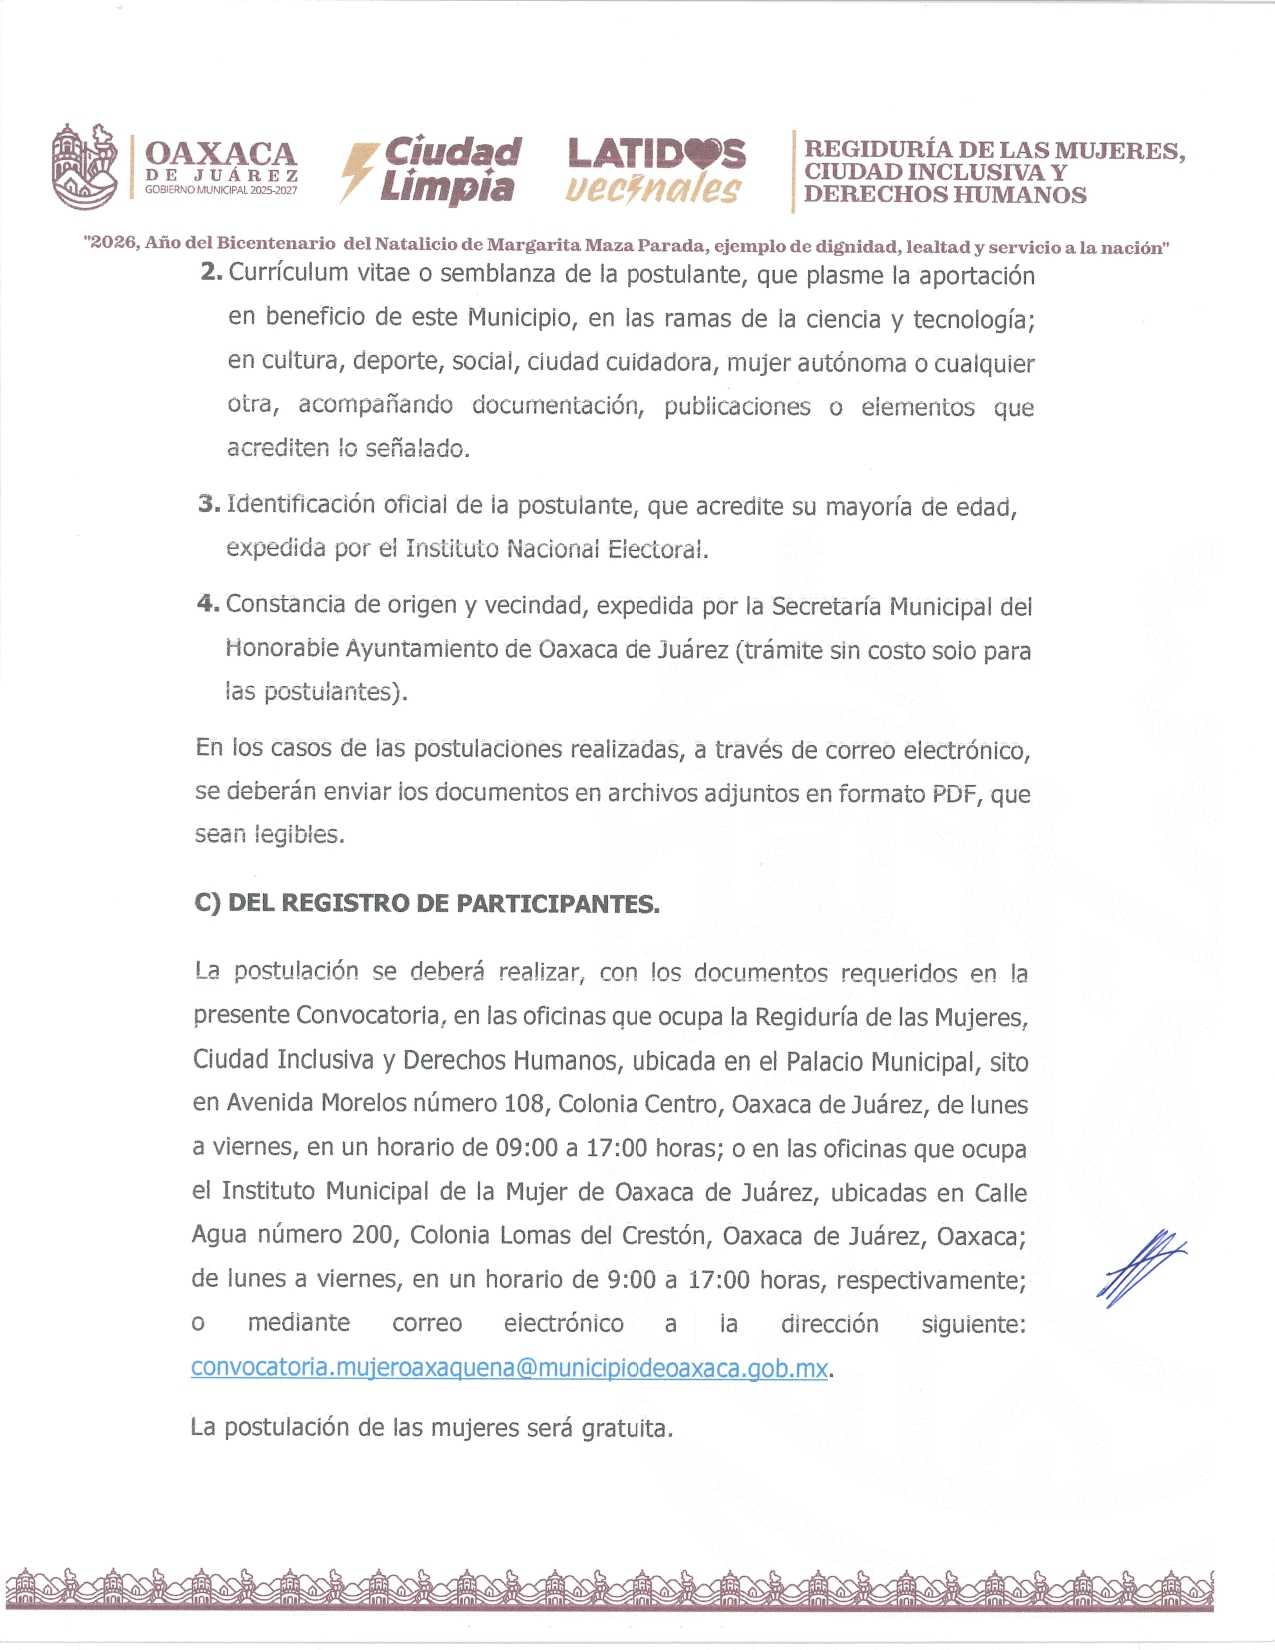 OAXACA
DE JUÁREZ
GOBIERNO MUNICIPAL 2025-2027
Ciudad
Limpia
LATIDOS
vecinales
REGIDURÍA DE LAS MUJERES,
CIUDAD INCLUSIVA Y
DERECHOS HUMANOS
"2026, Año del Bicentenario del Natalicio de Margarita Maza Parada, ejemplo de dignidad, lealtad y servicio a la nación"
2. Currículum vitae o semblanza de la postulante, que plasme la aportación
en beneficio de este Municipio, en las ramas de la ciencia y tecnología;
en cultura, deporte, social, ciudad cuidadora, mujer autónoma o cualquier
otra, acompañando documentación, publicaciones o elementos que
acrediten lo señalado.
3. Identificación oficial de la postulante, que acredite su mayoría de edad,
expedida por el Instituto Nacional Electoral.
4. Constancia de origen y vecindad, expedida por la Secretaría Municipal del
Honorable Ayuntamiento de Oaxaca de Juárez (trámite sin costo solo para
las postulantes).
En los casos de las postulaciones realizadas, a través de correo electrónico,
se deberán enviar los documentos en archivos adjuntos en formato PDF, que
sean legibles.
C) DEL REGISTRO DE PARTICIPANTES.
La postulación se deberá realizar, con los documentos requeridos en la
presente Convocatoria, en las oficinas que ocupa la Regiduría de las Mujeres,
Ciudad Inclusiva y Derechos Humanos, ubicada en el Palacio Municipal, sito
en Avenida Morelos número 108, Colonia Centro, Oaxaca de Juárez, de lunes
a viernes, en un horario de 09:00 a 17:00 horas; o en las oficinas que ocupa
el Instituto Municipal de la Mujer de Oaxaca de Juárez, ubicadas en Calle
Agua número 200, Colonia Lomas del Crestón, Oaxaca de Juárez, Oaxaca;
de lunes a viernes, en un horario de 9:00 a 17:00 horas, respectivamente;
o mediante correo electrónico a la dirección siguiente:
convocatoria.mujeroaxaquena@municipiodeoaxaca.gob.mx.
La postulación de las mujeres será gratuita.